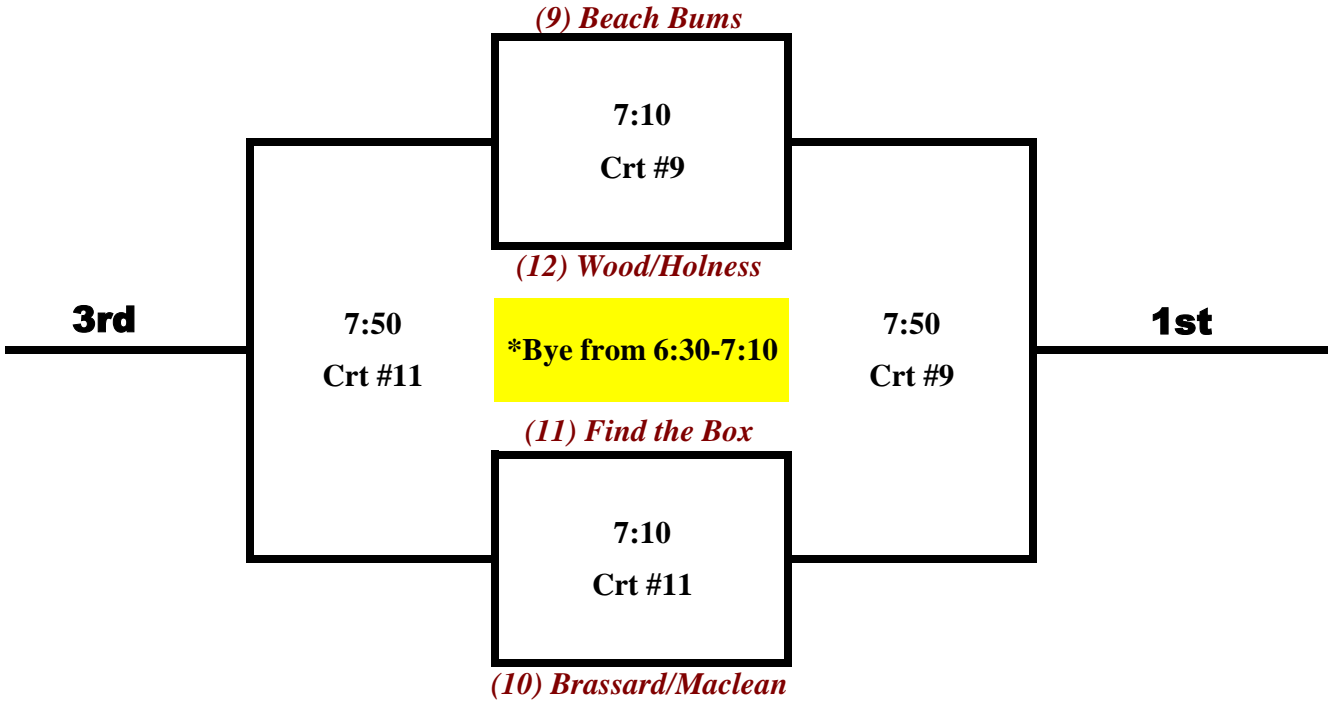 (9) Beach Bums
7:10
Crt #9
(12) Wood/Holness
3rd
7:50
Crt #11
*Bye from 6:30-7:10
7:50
Crt #9
1st
(11) Find the Box
7:10
Crt #11
(10) Brassard/Maclean